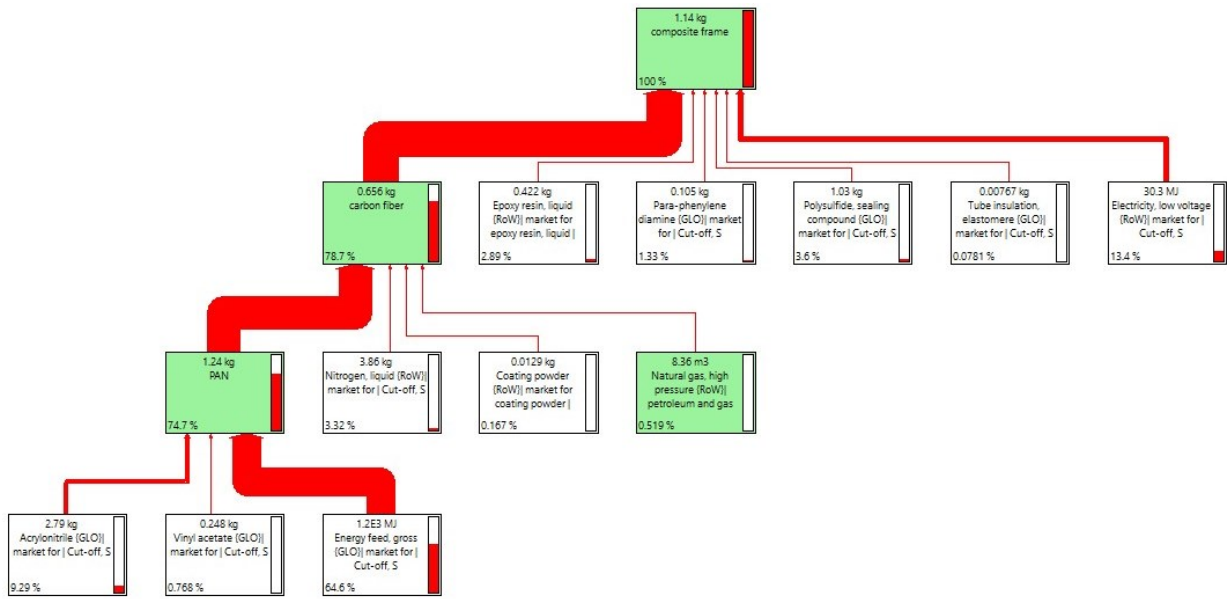 1.14 kg
composite frame
100 %
0.656 kg
carbon fiber
78.7 %
0.422 kg
Epoxy resin, liquid
{RoW}| market for
epoxy resin, liquid |
2.89 %
0.105 kg
Para-phenylene
diamine {GLO}| market
for | Cut-off, S
1.33 %
1.03 kg
Polysulfide, sealing
compound {GLO}|
market for | Cut-off, S
3.6 %
0.00767 kg
Tube insulation,
elastomere {GLO}|
market for | Cut-off, S
0.0781 %
30.3 MJ
Electricity, low voltage
{RoW}| market for |
Cut-off, S
13.4 %
1.24 kg
PAN
74.7 %
3.86 kg
Nitrogen, liquid {RoW}|
market for | Cut-off, S
3.32 %
0.0129 kg
Coating powder
{RoW}| market for
coating powder |
0.167 %
8.36 m3
Natural gas, high
pressure {RoW}|
petroleum and gas
0.519 %
2.79 kg
Acrylonitrile {GLO}|
market for | Cut-off, S
9.29 %
0.248 kg
Vinyl acetate {GLO}|
market for | Cut-off, S
0.768 %
1.2E3 MJ
Energy feed, gross
{GLO}| market for |
Cut-off, S
64.6 %